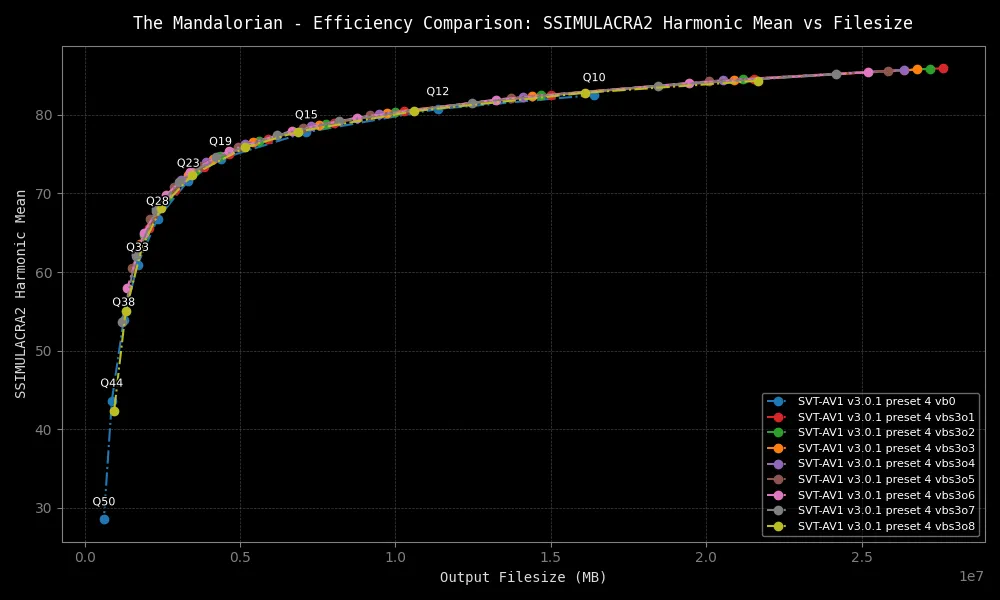 The Mandalorian - Efficiency Comparison: SSIMULACRA2 Harmonic Mean vs Filesize
SSIMULACRA2 Harmonic Mean
80
70
60
50
40
30
Q10
Q12
Q15
Q19
Q23
Q28
Q33
Q38
Q44
Q50
SVT-AV1 v3.0.1 preset 4 vb0
SVT-AV1 v3.0.1 preset 4 vbs3o1
SVT-AV1 v3.0.1 preset 4 vbs3o2
SVT-AV1 v3.0.1 preset 4 vbs3o3
SVT-AV1 v3.0.1 preset 4 vbs3o4
SVT-AV1 v3.0.1 preset 4 vbs3o5
SVT-AV1 v3.0.1 preset 4 vbs3o6
SVT-AV1 v3.0.1 preset 4 vbs3o7
SVT-AV1 v3.0.1 preset 4 vbs3o8
0.0 0.5 1.0 1.5 2.0 2.5
1e7
Output Filesize (MB)